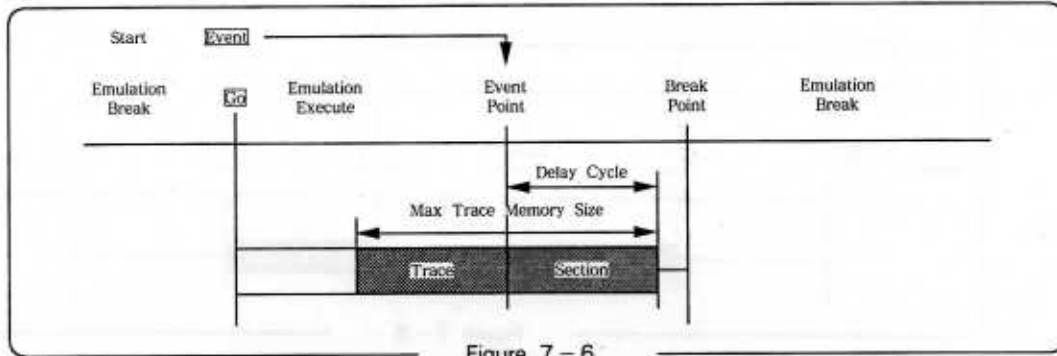 Start Event
Emulation Break
Go
Emulation Execute
Event Point
Break Point
Emulation Break
Delay Cycle
Max Trace Memory Size
Trace Section
Figure 7-6